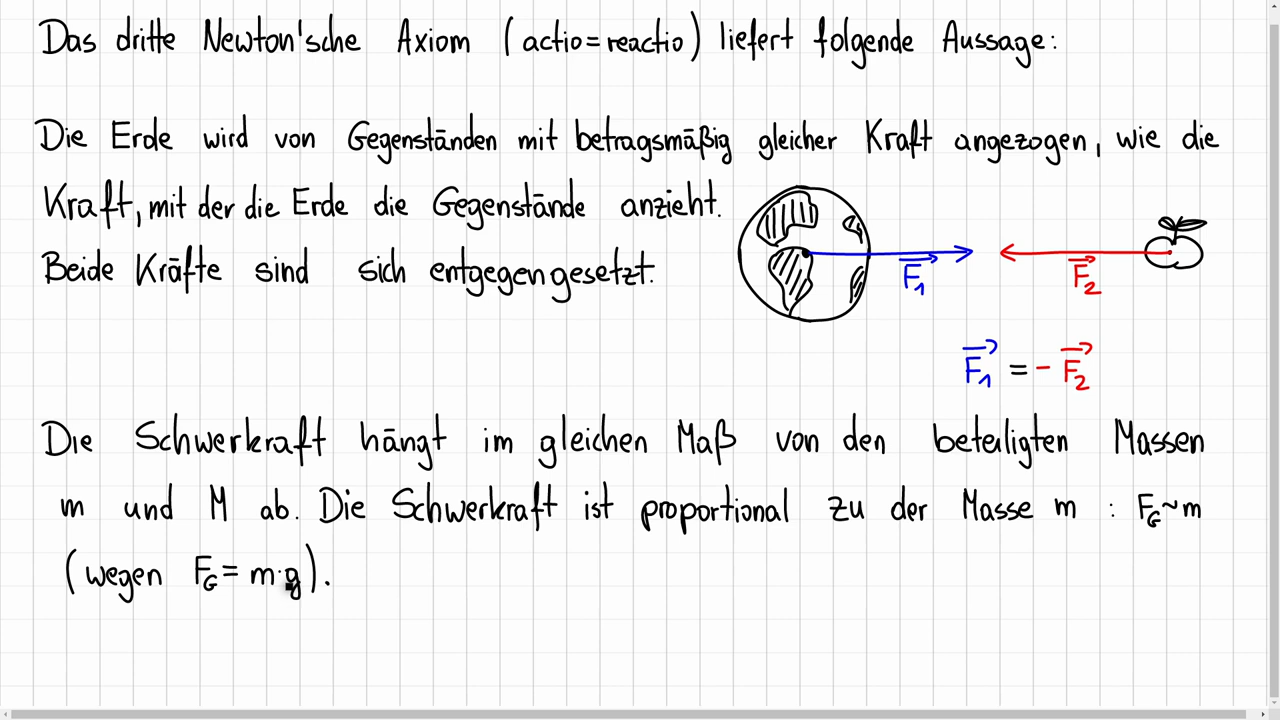 Das dritte Newton'sche Axiom (actio=reactio) liefert folgende Aussage:
Die Erde wird von Gegenständen mit betragsmäßig gleicher Kraft angezogen, wie die
Kraft, mit der die Erde die Gegenstände anzieht.
Beide Kräfte sind sich entgegengesetzt.
F₁⃗
F₂⃗
F₁⃗ = - F₂⃗
Die Schwerkraft hängt im gleichen Maß von den beteiligten Massen
m und M ab. Die Schwerkraft ist proportional zu der Masse m : F_G ~ m
(wegen F_G = m·g).